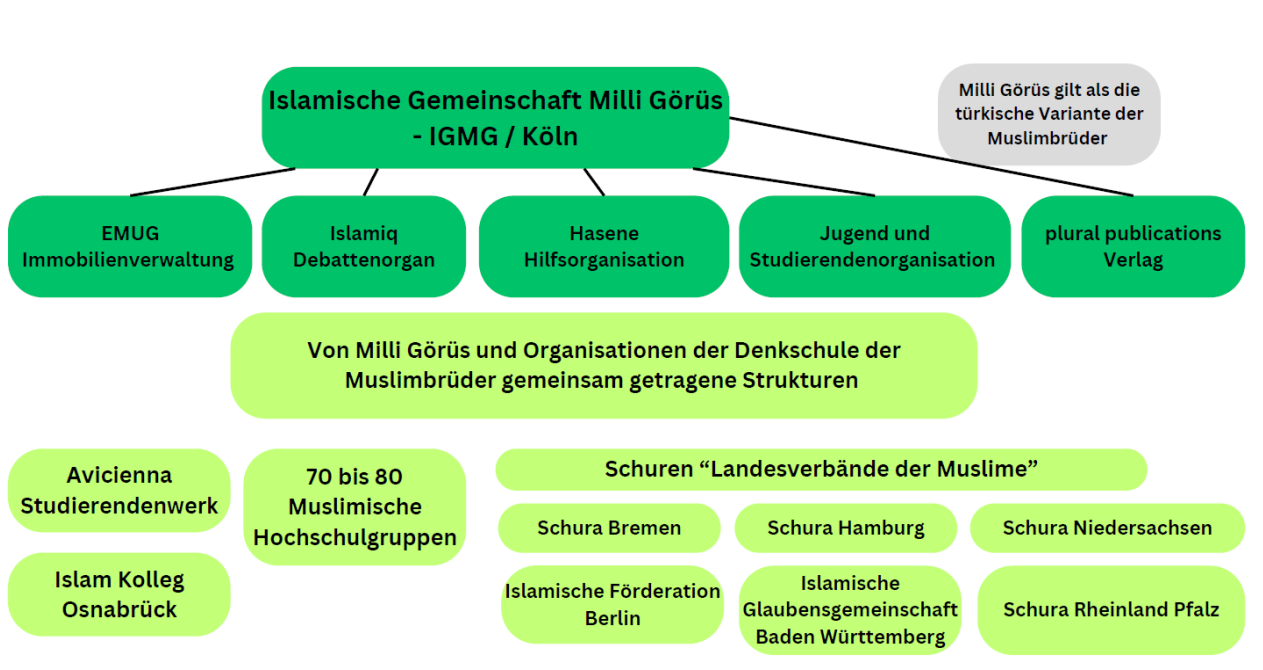 Islamische Gemeinschaft Milli Görüs
- IGMG / Köln
Milli Görüs gilt als die
türkische Variante der
Muslimbrüder
EMUG
Immobilienverwaltung
Islamiq
Debattenorgan
Hasene
Hilfsorganisation
Jugend und
Studierendenorganisation
plural publications
Verlag
Von Milli Görüs und Organisationen der Denkschule der
Muslimbrüder gemeinsam getragene Strukturen
Avicienna
Studierendenwerk
70 bis 80
Muslimische
Hochschulgruppen
Islam Kolleg
Osnabrück
Schuren “Landesverbände der Muslime”
Schura Bremen
Schura Hamburg
Schura Niedersachsen
Islamische Förderation
Berlin
Islamische
Glaubensgemeinschaft
Baden Württemberg
Schura Rheinland Pfalz